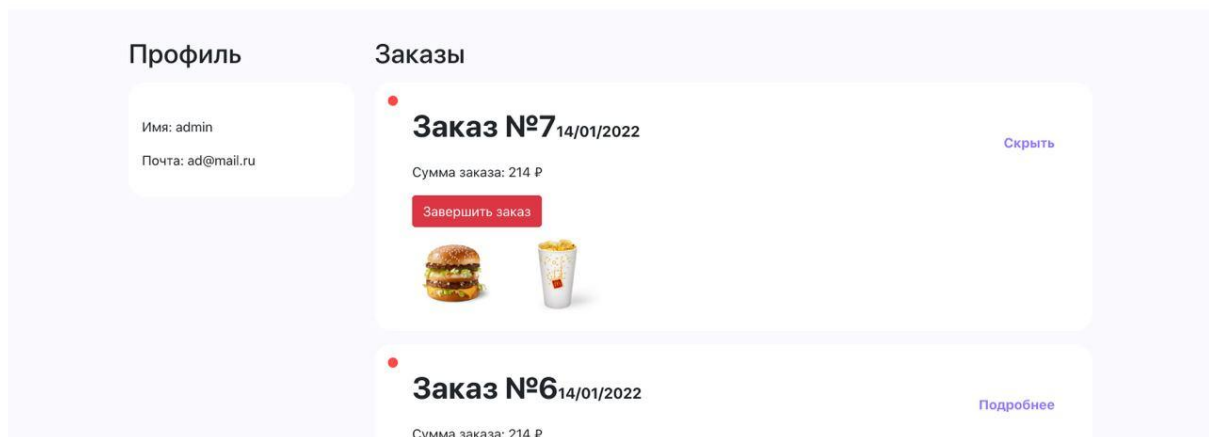 Профиль
Имя: admin
Почта: ad@mail.ru
Заказы
Заказ №7 14/01/2022
Скрыть
Сумма заказа: 214 ₽
Завершить заказ
Заказ №6 14/01/2022
Подробнее
Сумма заказа: 214 ₽